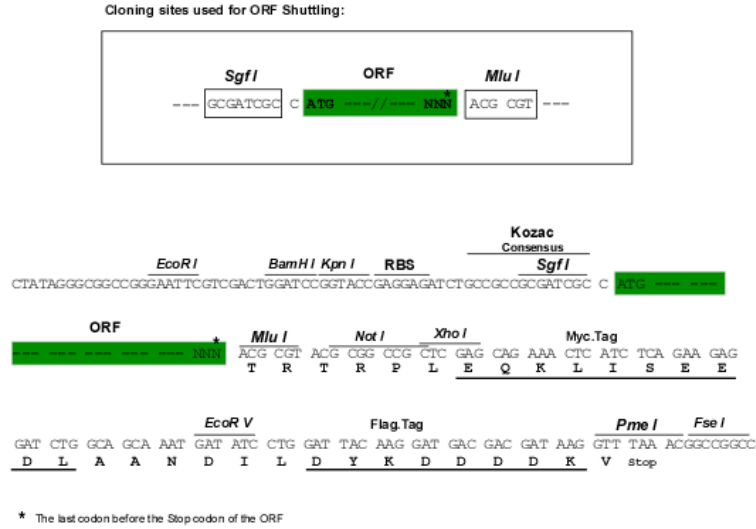 Cloning sites used for ORF Shuttling:
Sgf I ORF Mlu I
--- GCGATCGC C ATG ---//--- NNN* ACG CGT ---
Kozac
Consensus
EcoR I BamH I Kpn I RBS Sgf I
CTATAGGGCGGCCGGGAATTCGTCGACTGGATCCGGTACCGAGGAGATCTGCCGCCGCGATCGC C ATG --- ---
ORF Mlu I Not I Xho I Myc.Tag
--- --- --- --- --- --- NNN* ACG CGT ACG CGG CCG CTC GAG CAG AAA CTC ATC TCA GAA GAG
T R T R P L E Q K L I S E E
EcoR V Flag.Tag Pme I Fse I
GAT CTG GCA GCA AAT GAT ATC CTG GAT TAC AAG GAT GAC GAC GAT AAG GTT TAA ACGGCCGGCC
D L A A N D I L D Y K D D D D K V Stop
* The last codon before the Stop codon of the ORF